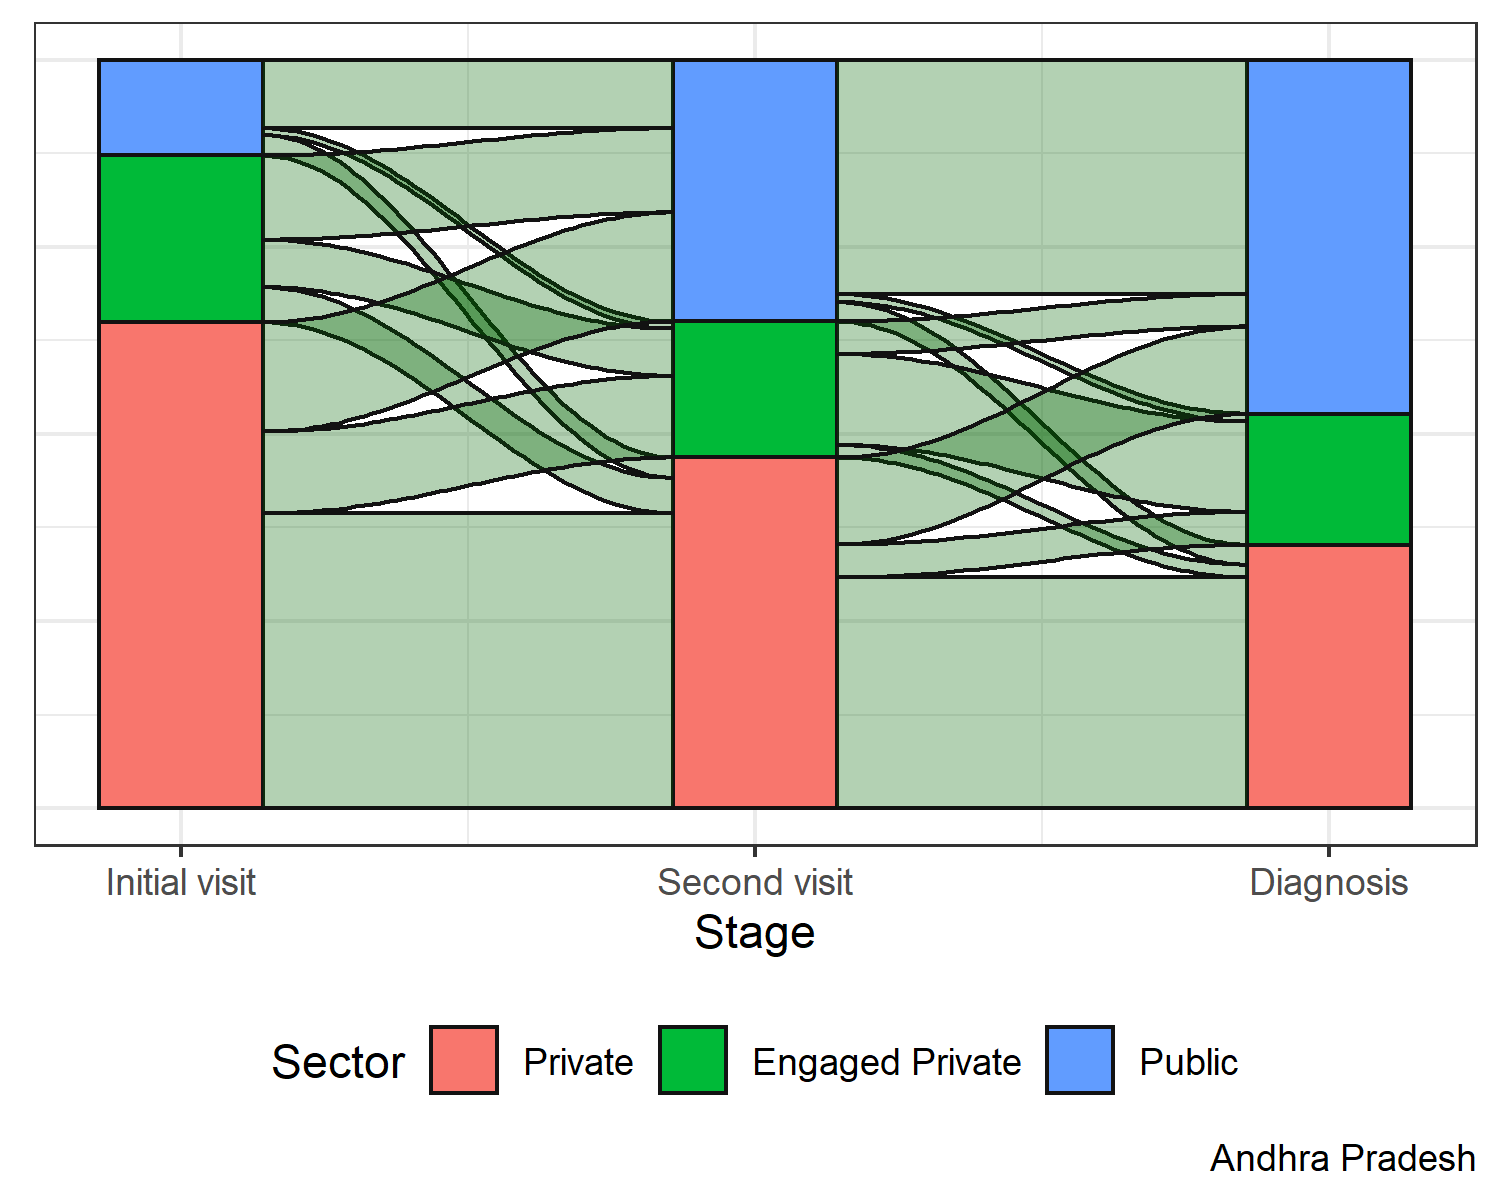 Initial visit Second visit Diagnosis
Stage
Sector Private Engaged Private Public
Andhra Pradesh